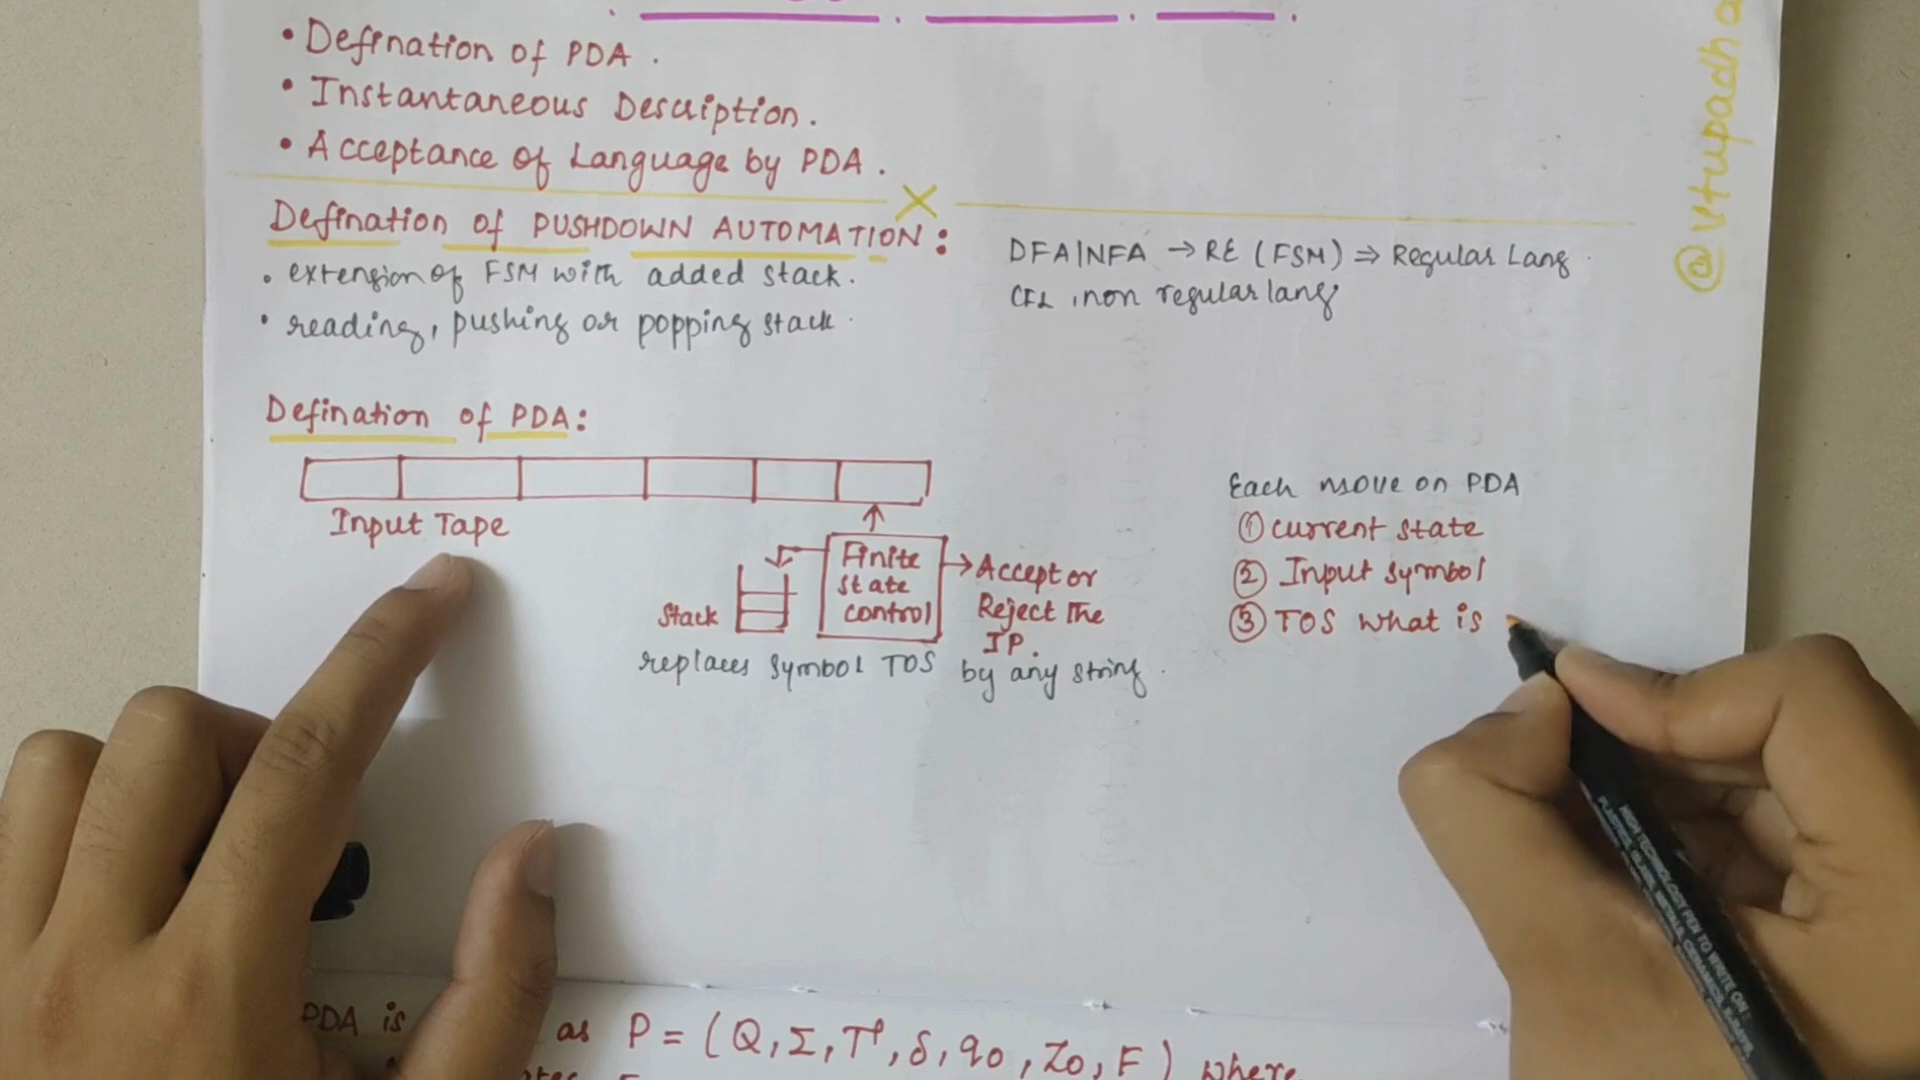 • Defination of PDA.
• Instantaneous Description.
• Acceptance of Language by PDA.
Defination of PUSHDOWN AUTOMATION:
• extension of FSM with added stack.
• reading, pushing or popping stack.
DFA|NFA → RE (FSM) ⇒ Regular Lang.
CFL, non regular lang
@vtupadha
Defination of PDA:
Input Tape
Finite
state
control
Stack
→ Accept or
Reject the
IP.
replaces symbol TOS by any string.
Each move on PDA
① current state
② Input symbol
③ TOS what is
PDA is as P = (Q, Σ, Γ, δ, q0, Z0, F) where